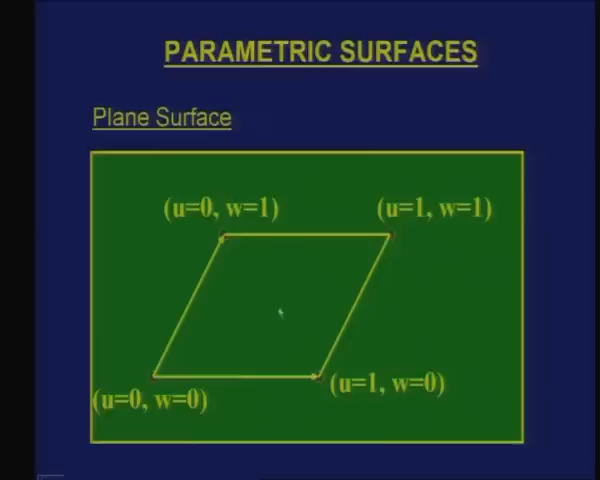 PARAMETRIC SURFACES
Plane Surface
(u=0, w=1) (u=1, w=1)
(u=1, w=0)
(u=0, w=0)